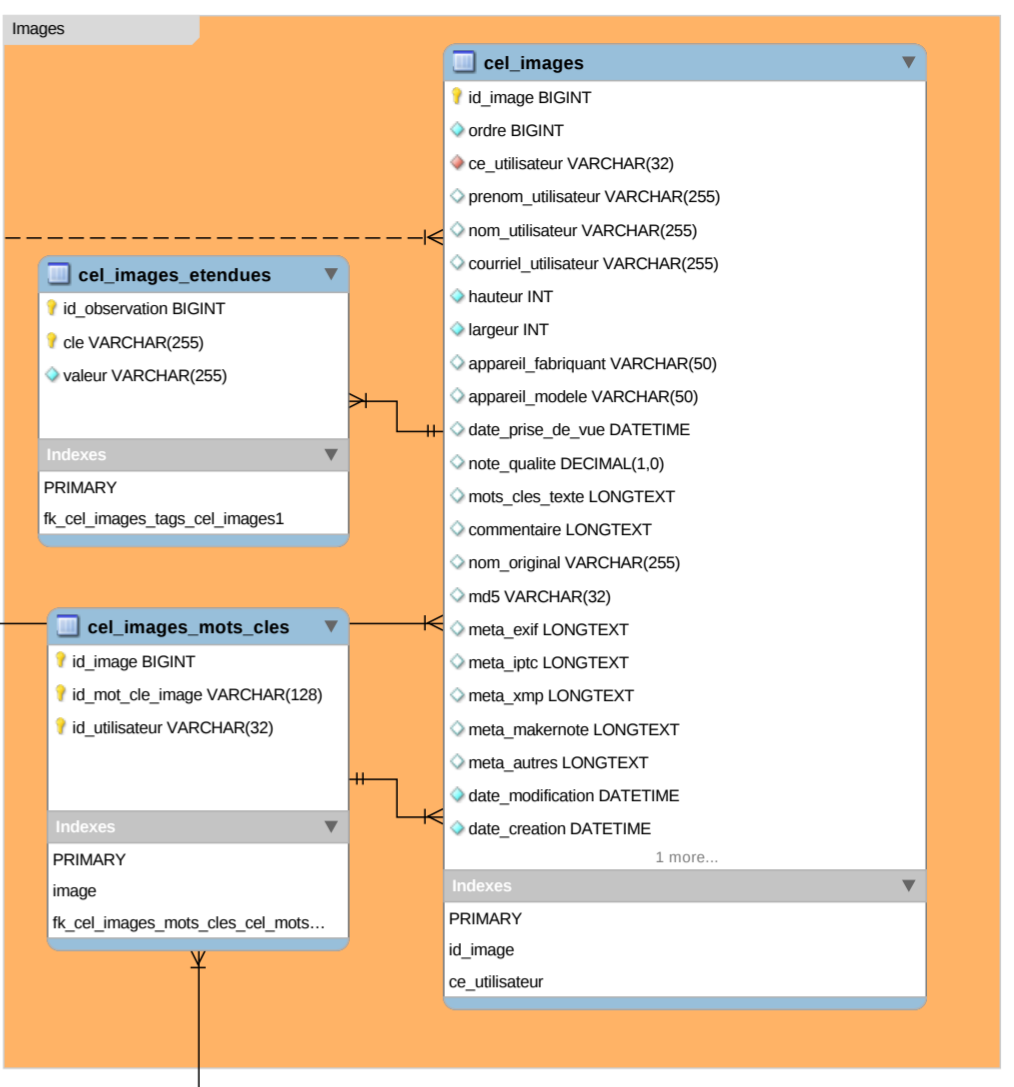 Images
cel_images
id_image BIGINT
ordre BIGINT
ce_utilisateur VARCHAR(32)
prenom_utilisateur VARCHAR(255)
nom_utilisateur VARCHAR(255)
courriel_utilisateur VARCHAR(255)
hauteur INT
largeur INT
appareil_fabriquant VARCHAR(50)
appareil_modele VARCHAR(50)
date_prise_de_vue DATETIME
note_qualite DECIMAL(1,0)
mots_cles_texte LONGTEXT
commentaire LONGTEXT
nom_original VARCHAR(255)
md5 VARCHAR(32)
meta_exif LONGTEXT
meta_iptc LONGTEXT
meta_xmp LONGTEXT
meta_makernote LONGTEXT
meta_autres LONGTEXT
date_modification DATETIME
date_creation DATETIME
1 more...
Indexes
PRIMARY
id_image
ce_utilisateur
cel_images_etendues
id_observation BIGINT
cle VARCHAR(255)
valeur VARCHAR(255)
Indexes
PRIMARY
fk_cel_images_tags_cel_images1
cel_images_mots_cles
id_image BIGINT
id_mot_cle_image VARCHAR(128)
id_utilisateur VARCHAR(32)
Indexes
PRIMARY
image
fk_cel_images_mots_cles_cel_mots...